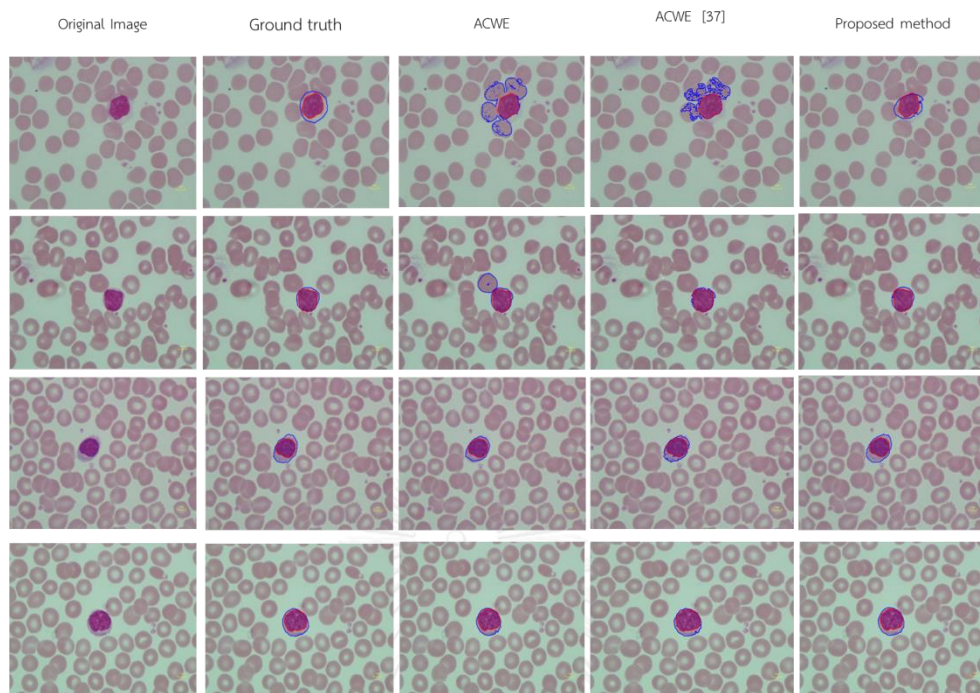 Original Image
Ground truth
ACWE
ACWE [37]
Proposed method